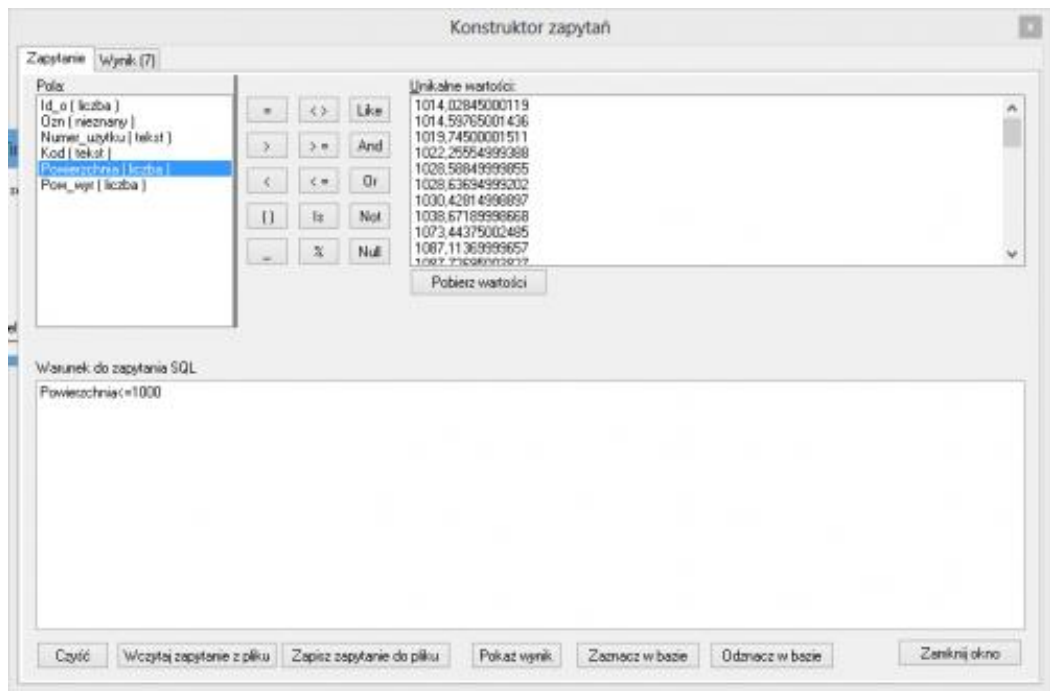 Konstruktor zapytań
x
Zapytanie
Wynik (7)
Pola:
Id_o ( liczba )
Ozn ( nieznany )
Numer_uzytku ( tekst )
Kod ( tekst )
Powierzchnia ( liczba )
Pow_wyl ( liczba )
=
< >
Like
>
> =
And
<
< =
Or
( )
Is
Not
_
%
Null
Unikalne wartości:
1014,02845000119
1014,59765001436
1019,74500001511
1022,25554999388
1028,58849999855
1028,63694999202
1030,42814998897
1038,67189998668
1073,44375002485
1087,11369999657
1087,72695003827
Pobierz wartości
Warunek do zapytania SQL
Powierzchnia<=1000
Czyść
Wczytaj zapytanie z pliku
Zapisz zapytanie do pliku
Pokaż wynik
Zaznacz w bazie
Odznacz w bazie
Zamknij okno